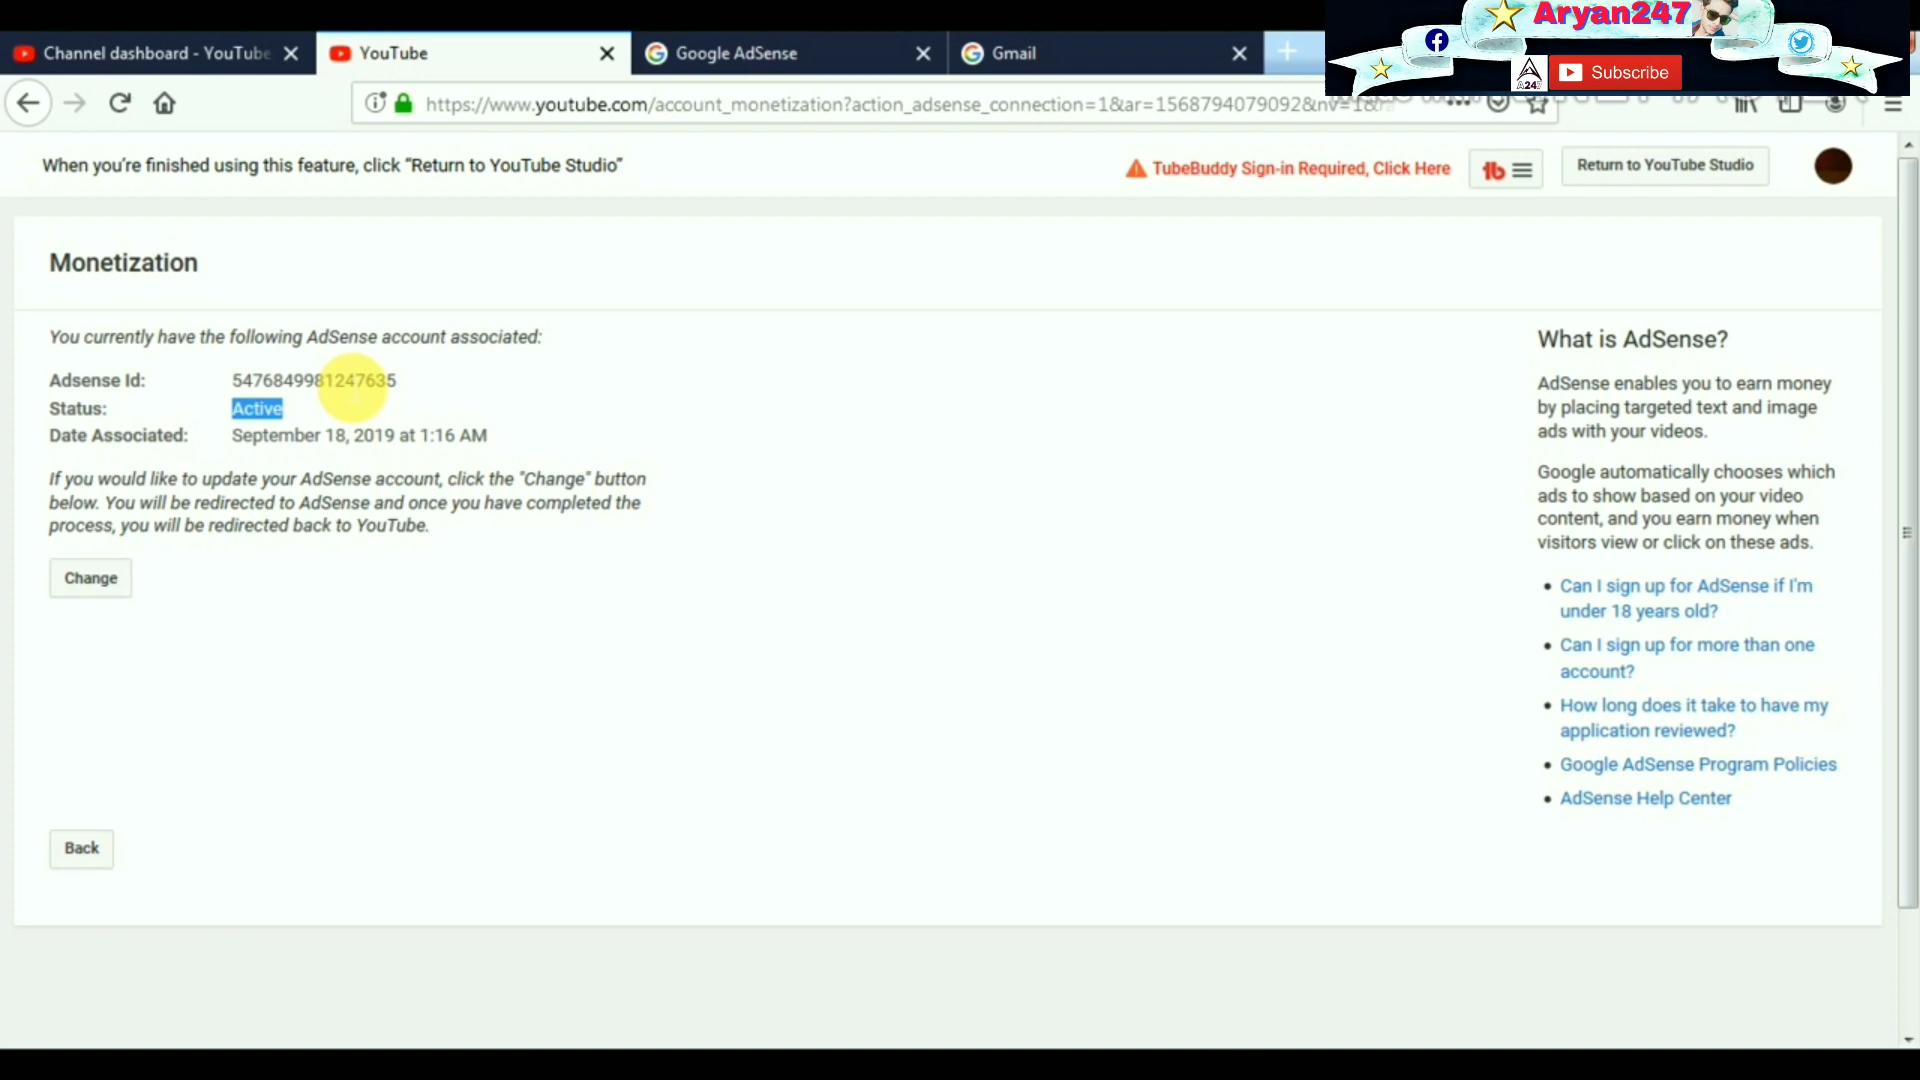 Aryan247
Channel dashboard - YouTube
YouTube
Google AdSense
Gmail
A247
Subscribe
https://www.youtube.com/account_monetization?action_adsense_connection=1&ar=1568794079092&nv=1&
When you're finished using this feature, click “Return to YouTube Studio”
TubeBuddy Sign-in Required, Click Here
tb
Return to YouTube Studio
Monetization
You currently have the following AdSense account associated:
Adsense Id: 5476849981247635
Status: Active
Date Associated: September 18, 2019 at 1:16 AM
If you would like to update your AdSense account, click the "Change" button
below. You will be redirected to AdSense and once you have completed the
process, you will be redirected back to YouTube.
Change
Back
What is AdSense?
AdSense enables you to earn money
by placing targeted text and image
ads with your videos.
Google automatically chooses which
ads to show based on your video
content, and you earn money when
visitors view or click on these ads.
Can I sign up for AdSense if I'm
under 18 years old?
Can I sign up for more than one
account?
How long does it take to have my
application reviewed?
Google AdSense Program Policies
AdSense Help Center